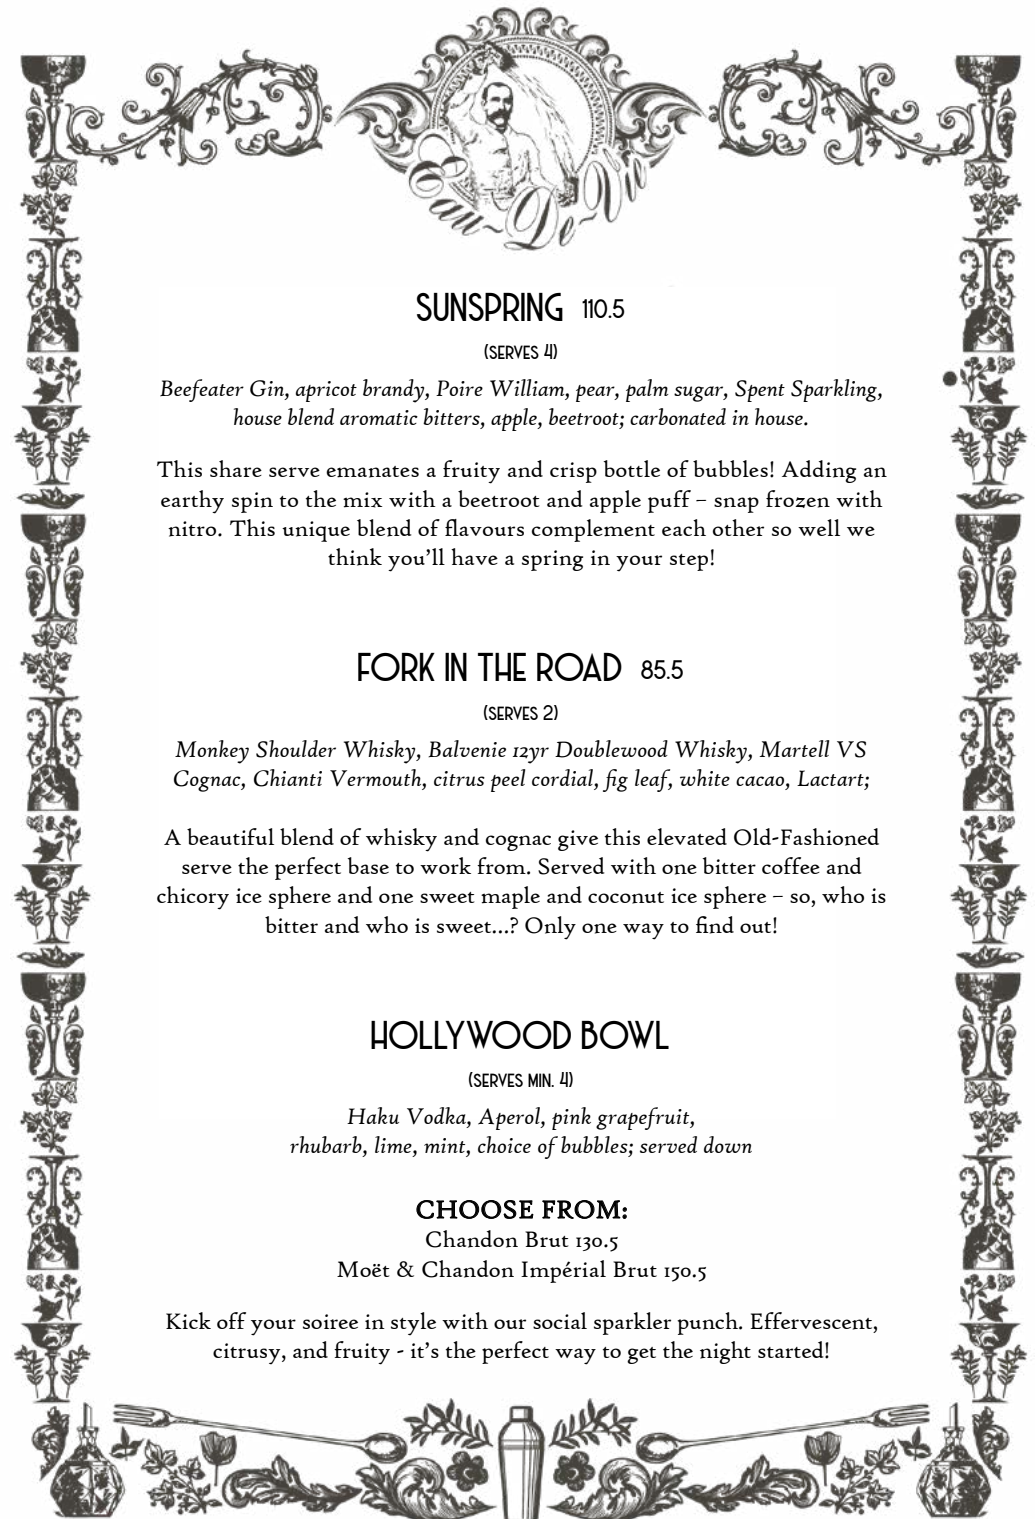 Eau-De-Vie
SUNSPRING 110.5
(SERVES 4)
Beefeater Gin, apricot brandy, Poire William, pear, palm sugar, Spent Sparkling,
house blend aromatic bitters, apple, beetroot; carbonated in house.
This share serve emanates a fruity and crisp bottle of bubbles! Adding an
earthy spin to the mix with a beetroot and apple puff – snap frozen with
nitro. This unique blend of flavours complement each other so well we
think you’ll have a spring in your step!
FORK IN THE ROAD 85.5
(SERVES 2)
Monkey Shoulder Whisky, Balvenie 12yr Doublewood Whisky, Martell VS
Cognac, Chianti Vermouth, citrus peel cordial, fig leaf, white cacao, Lactart;
A beautiful blend of whisky and cognac give this elevated Old-Fashioned
serve the perfect base to work from. Served with one bitter coffee and
chicory ice sphere and one sweet maple and coconut ice sphere – so, who is
bitter and who is sweet...? Only one way to find out!
HOLLYWOOD BOWL
(SERVES MIN. 4)
Haku Vodka, Aperol, pink grapefruit,
rhubarb, lime, mint, choice of bubbles; served down
CHOOSE FROM:
Chandon Brut 130.5
Moët & Chandon Impérial Brut 150.5
Kick off your soiree in style with our social sparkler punch. Effervescent,
citrusy, and fruity - it’s the perfect way to get the night started!